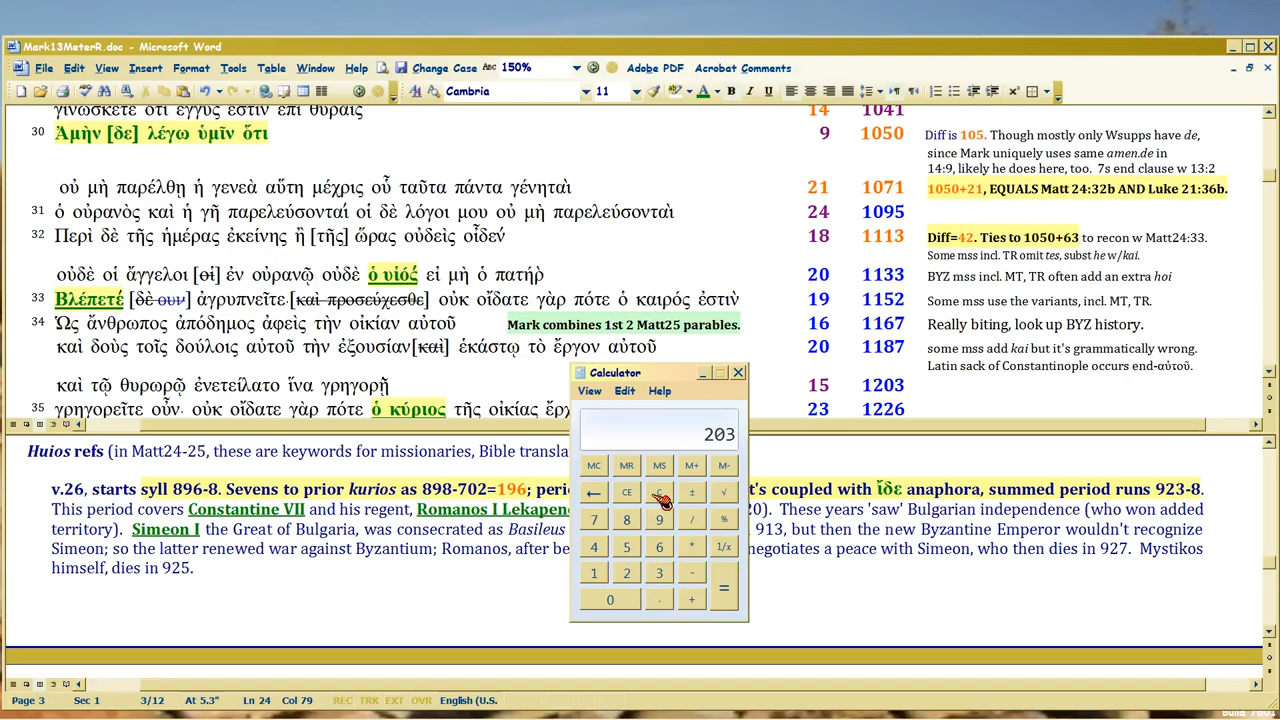 Mark13MeterR.doc - Microsoft Word
File Edit View Insert Format Tools Table Window Help Change Case ABC 150% Adobe PDF Acrobat Comments
Cambria 11 B I U
γινώσκετε ὅτι ἐγγύς ἐστιν ἐπὶ θύραις 14 1041
30 Ἀμὴν [δε] λέγω ὑμῖν ὅτι 9 1050 Diff is 105. Though mostly only Wsupps have de,
since Mark uniquely uses same amen.de in
14:9, likely he does here, too. 7s end clause w 13:2
οὐ μὴ παρέλθῃ ἡ γενεὰ αὕτη μέχρις οὗ ταῦτα πάντα γένηταὶ 21 1071 1050+21, EQUALS Matt 24:32b AND Luke 21:36b.
31 ὁ οὐρανὸς καὶ ἡ γῆ παρελεύσονταί οἱ δὲ λόγοι μου οὐ μὴ παρελεύσονταὶ 24 1095
32 Περὶ δὲ τῆς ἡμέρας ἐκείνης ἢ [τῆς] ὥρας οὐδεὶς οἶδεν́ 18 1113 Diff=42. Ties to 1050+63 to recon w Matt24:33.
Some mss incl. TR omit tes, subst he w/kai.
οὐδὲ οἱ ἄγγελοι [οἱ] ἐν οὐρανῷ οὐδὲ ὁ υἱός́ εἰ μὴ ὁ πατήρ̀ 20 1133 BYZ mss incl. MT, TR often add an extra hoi
33 Βλέπετέ [δὲ ουν] ἀγρυπνεῖτε [καὶ προσεύχεσθε] οὐκ οἴδατε γὰρ πότε ὁ καιρός ἐστὶν 19 1152 Some mss use the variants, incl. MT, TR.
34 Ὡς ἄνθρωπος ἀπόδημος ἀφεὶς τὴν οἰκίαν αὐτοῦ Mark combines 1st 2 Matt25 parables. 16 1167 Really biting, look up BYZ history.
καὶ δοὺς τοῖς δούλοις αὐτοῦ τὴν ἐξουσίαν[καὶ] ἑκάστῳ τὸ ἔργον αὐτοῦ 20 1187 some mss add kai but it's grammatically wrong.
Latin sack of Constantinople occurs end-αὐτοῦ.
καὶ τῷ θυρωρῷ ἐνετείλατο ἵνα γρηγορῇ 15 1203
35 γρηγορεῖτε οὖν· οὐκ οἴδατε γὰρ πότε ὁ κύριος τῆς οἰκίας 23 1226
Calculator
View Edit Help
203
MC MR MS M+ M-
← CE C ± √
7 8 9 / %
4 5 6 * 1/x
1 2 3 - =
0 . +
Huios refs (in Matt24-25, these are keywords for missionaries, Bible
v.26, starts syll 896-8. Sevens to prior kurios as 898-702=196; coupled with ἴδε anaphora, summed period runs 923-8.
This period covers Constantine VII and his regent, Romanos I These years 'saw' Bulgarian independence (who won added
territory). Simeon I the Great of Bulgaria, was consecrated as Basileus 913, but then the new Byzantine Emperor wouldn't recognize
Simeon; so the latter renewed war against Byzantium; Romanos, after negotiates a peace with Simeon, who then dies in 927. Mystikos
himself, dies in 925.
Page 3 Sec 1 3/12 At 5.3" Ln 24 Col 79 REC TRK EXT OVR English (U.S.